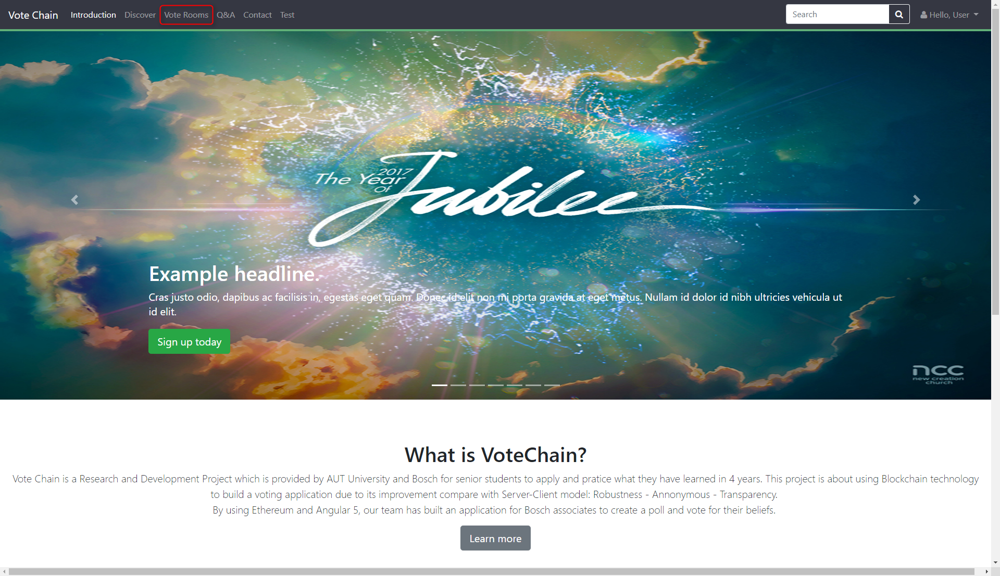 Vote Chain Introduction Discover Vote Rooms Q&A Contact Test Search Hello, User
2017
The Year
Of
Jubilee
Example headline.
Cras justo odio, dapibus ac facilisis in, egestas eget quam. Donec id elit non mi porta gravida at eget metus. Nullam id dolor id nibh ultricies vehicula ut
id elit.
Sign up today
ncc
new creation
church
What is VoteChain?
Vote Chain is a Research and Development Project which is provided by AUT University and Bosch for senior students to apply and pratice what they have learned in 4 years. This project is about using Blockchain technology
to build a voting application due to its improvement compare with Server-Client model: Robustness - Annonymous - Transparency.
By using Ethereum and Angular 5, our team has built an application for Bosch associates to create a poll and vote for their beliefs.
Learn more